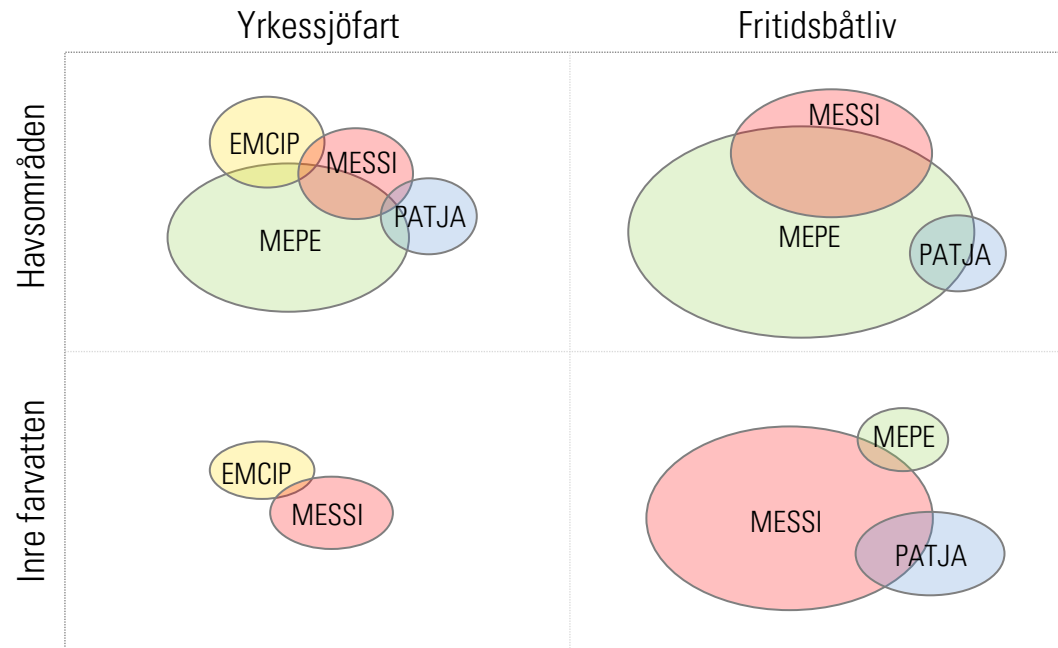 Yrkessjöfart
Fritidsbåtliv
Havsområden
EMCIP
MESSI
PATJA
MEPE
MESSI
MEPE
PATJA
Inre farvatten
EMCIP
MESSI
MEPE
MESSI
PATJA